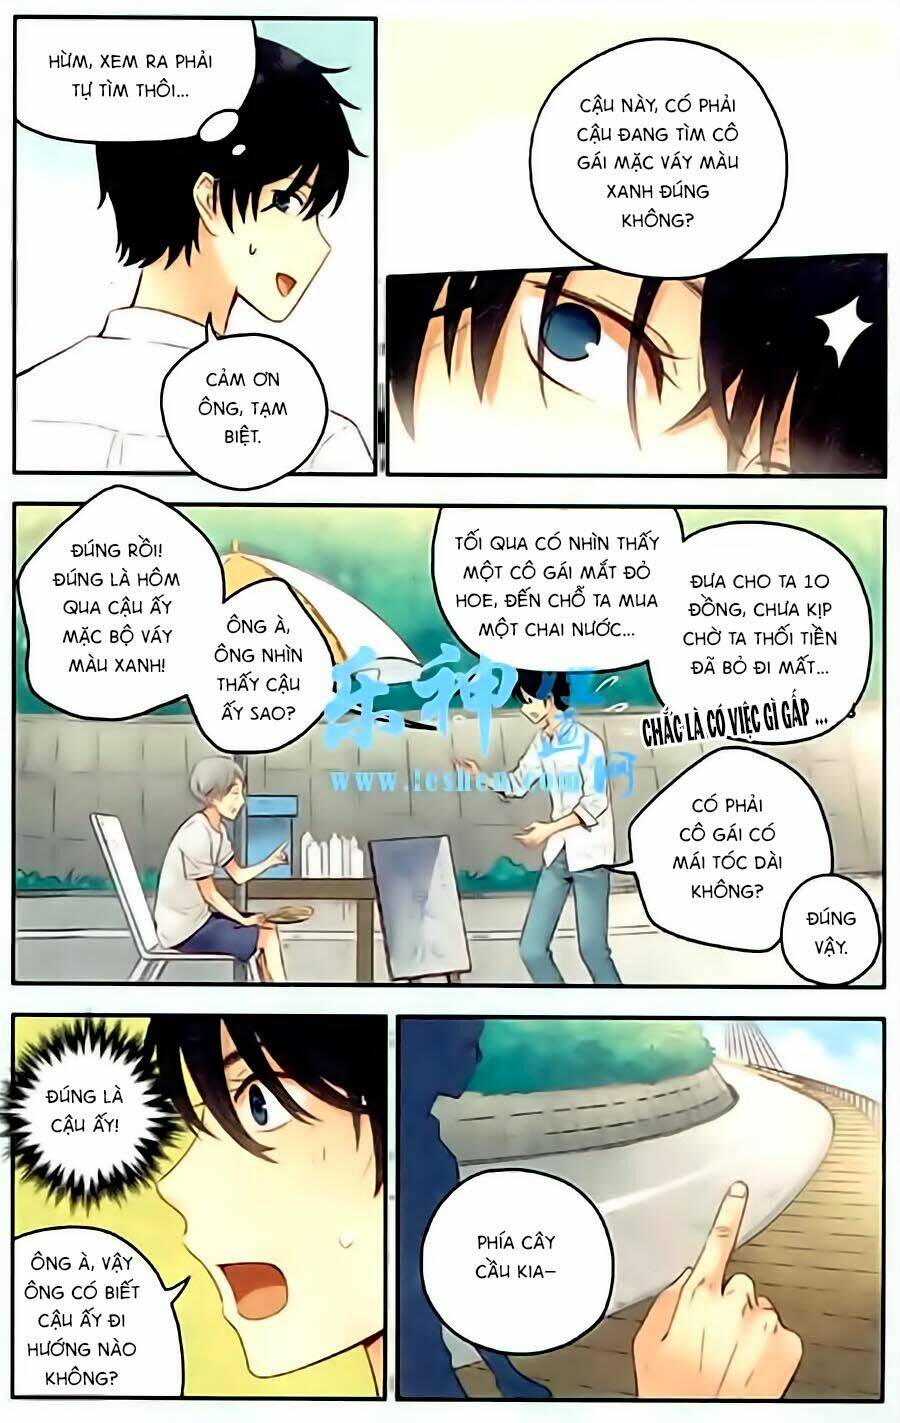 HỪM, XEM RA PHẢI
TỰ TÌM THÔI...
CẢM ƠN
ÔNG, TẠM
BIỆT.
CẬU NÀY, CÓ PHẢI
CẬU ĐANG TÌM CÔ
GÁI MẶC VÁY MÀU
XANH ĐÚNG
KHÔNG?
ĐÚNG RỒI!
ĐÚNG LÀ HÔM
QUA CẬU ẤY
MẶC BỘ VÁY
MÀU XANH!
ÔNG À,
ÔNG NHÌN
THẤY CẬU
ẤY SAO?
TỐI QUA CÓ NHÌN THẤY
MỘT CÔ GÁI MẮT ĐỎ
HOE, ĐẾN CHỖ TA MUA
MỘT CHAI NƯỚC...
ĐƯA CHO TA 10
ĐỒNG, CHƯA KỊP
CHỜ TA THỐI TIỀN
ĐÃ BỎ ĐI MẤT...
CHẮC LÀ CÓ VIỆC GÌ GẤP ...
CÓ PHẢI
CÔ GÁI CÓ
MÁI TÓC DÀI
KHÔNG?
ĐÚNG
VẬY.
乐神漫画网
www.leshen.com
ĐÚNG LÀ
CẬU ẤY!
ÔNG À, VẬY
ÔNG CÓ BIẾT
CẬU ẤY ĐI
HƯỚNG NÀO
KHÔNG?
PHÍA CÂY
CẦU KIA—